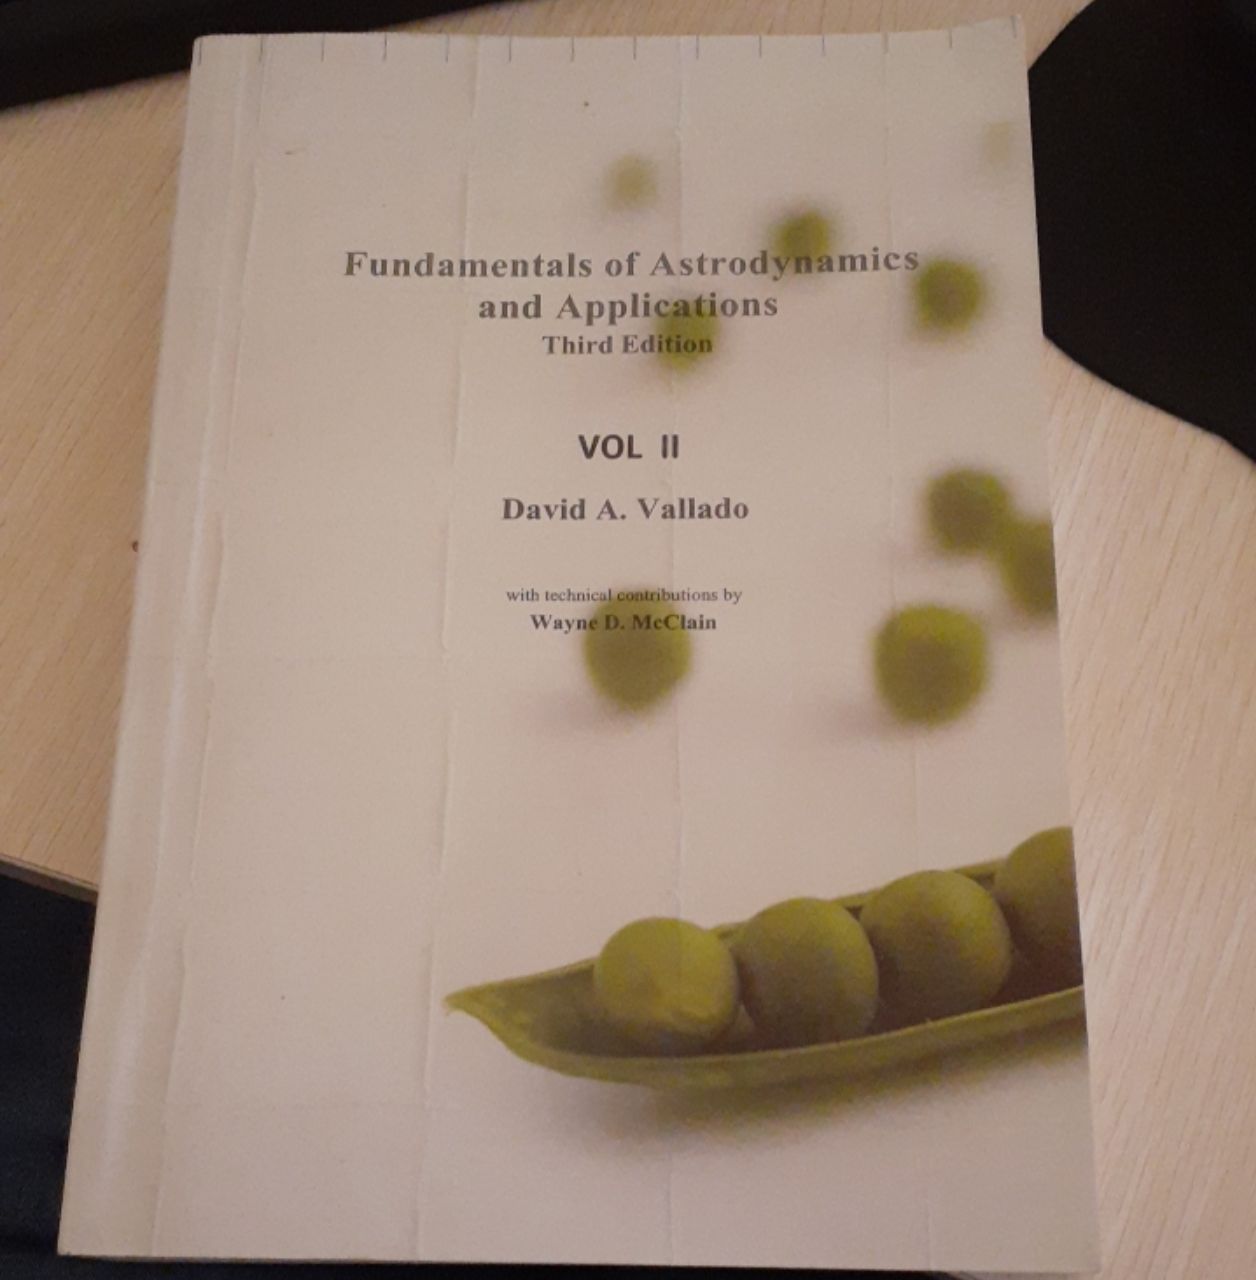 Fundamentals of Astrodynamics
and Applications
Third Edition
VOL II
David A. Vallado
with technical contributions by
Wayne D. McClain